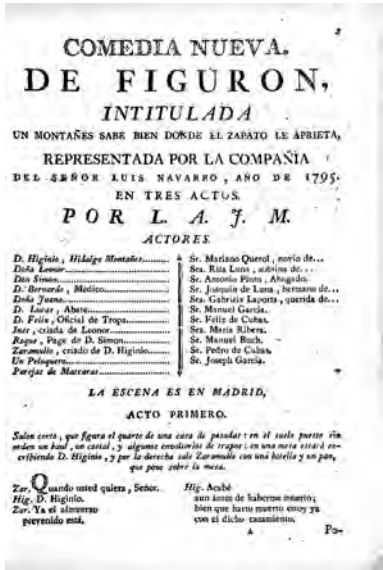 COMEDIA NUEVA.
DE FIGURON,
INTITULADA
UN MONTAÑES SABE BIEN DONDE EL ZAPATO LE APRIETA,
REPRESENTADA POR LA COMPAÑIA
DEL SEÑOR LUIS NAVARRO, AÑO DE 1795.
EN TRES ACTOS.
POR L. A. J. M.
ACTORES.
D. Higinio, Hidalgo Montañes.......... Sr. Mariano Querol, novio de...
Doña Leonor.......... Sra. Rita Luna, sobrina de...
Don Simon.......... Sr. Antonio Pinto, Abogado.
D. Bernardo, Médico.......... Sr. Joaquin de Luna, hermano de...
Doña Juana.......... Sra. Gabriela Laporta, querida de...
D. Lucas, Abate.......... Sr. Manuel García.
D. Felix, Oficial de Tropa.......... Sr. Feliz de Cubas.
Ines, criada de Leonor.......... Sra. María Ribera.
Roque, Page de D. Simon.......... Sr. Manuel
Zaramullo, criado de D. Higinio.......... Sr. Pedro de Cubas.
Un Peluquero.......... Sr. Joseph García.
Parejas de Mascaras..........
LA ESCENA ES EN MADRID,
ACTO PRIMERO.
Salon corto, que figura el quarto de una casa de posadas: en el suelo puesto sin
orden un baul, un costal, y algunos emboltorios de trapos: en una mesa estará es-
cribiendo D. Higinio, y por la derecha sale Zaramullo con una botella y un pan,
que pone sobre la mesa.
Zar. Quando usted quiera, Señor.
Hig. D. Higinio.
Zar. Ya el almuerzo
prevenido está.
Hig. Acabé
aun ántes de haberme muerto;
bien que harto muerto estoy ya
con el dicho casamiento.
A Po-